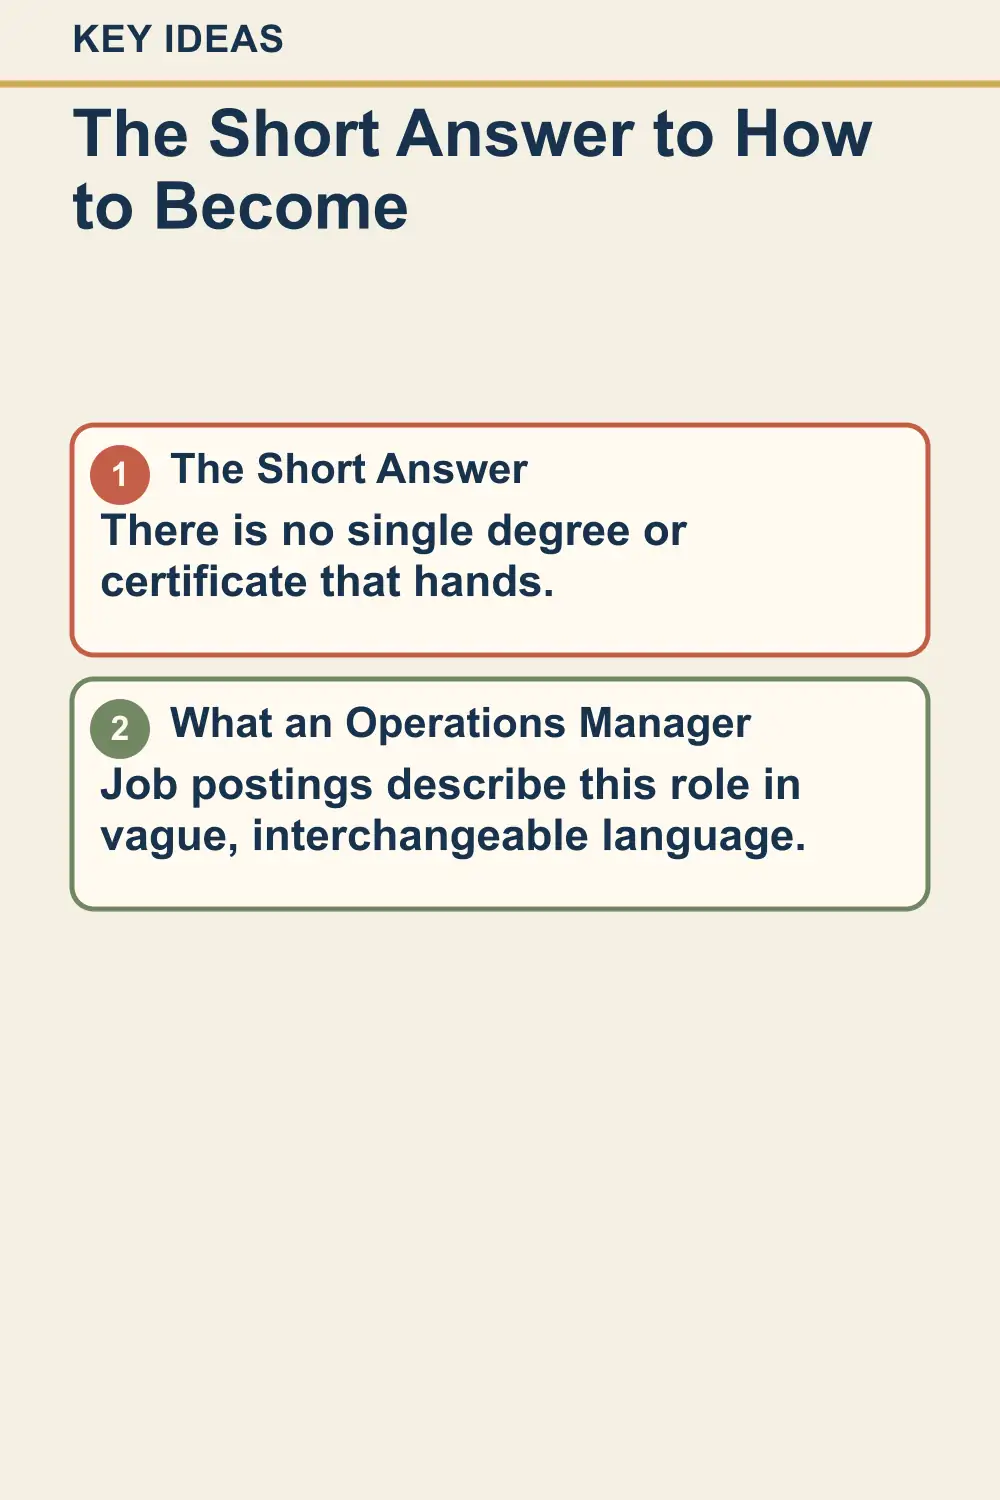 KEY IDEAS
The Short Answer to How
to Become
1 The Short Answer
There is no single degree or
certificate that hands.
2 What an Operations Manager
Job postings describe this role in
vague, interchangeable language.